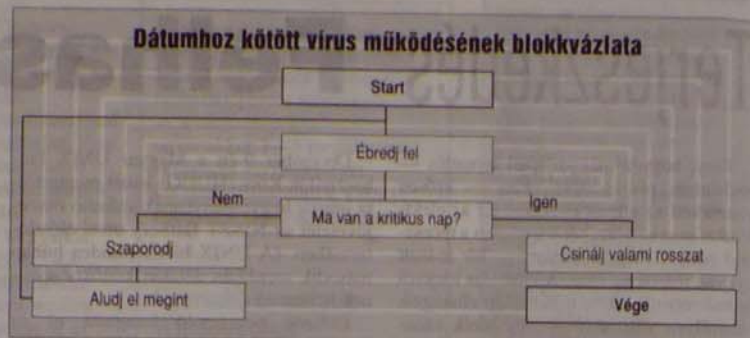 Dátumhoz kötött vírus működésének blokkvázlata
Start
Ébredj fel
Nem
Ma van a kritikus nap?
Igen
Szaporodj
Csinálj valami rosszat
Aludj el megint
Vége